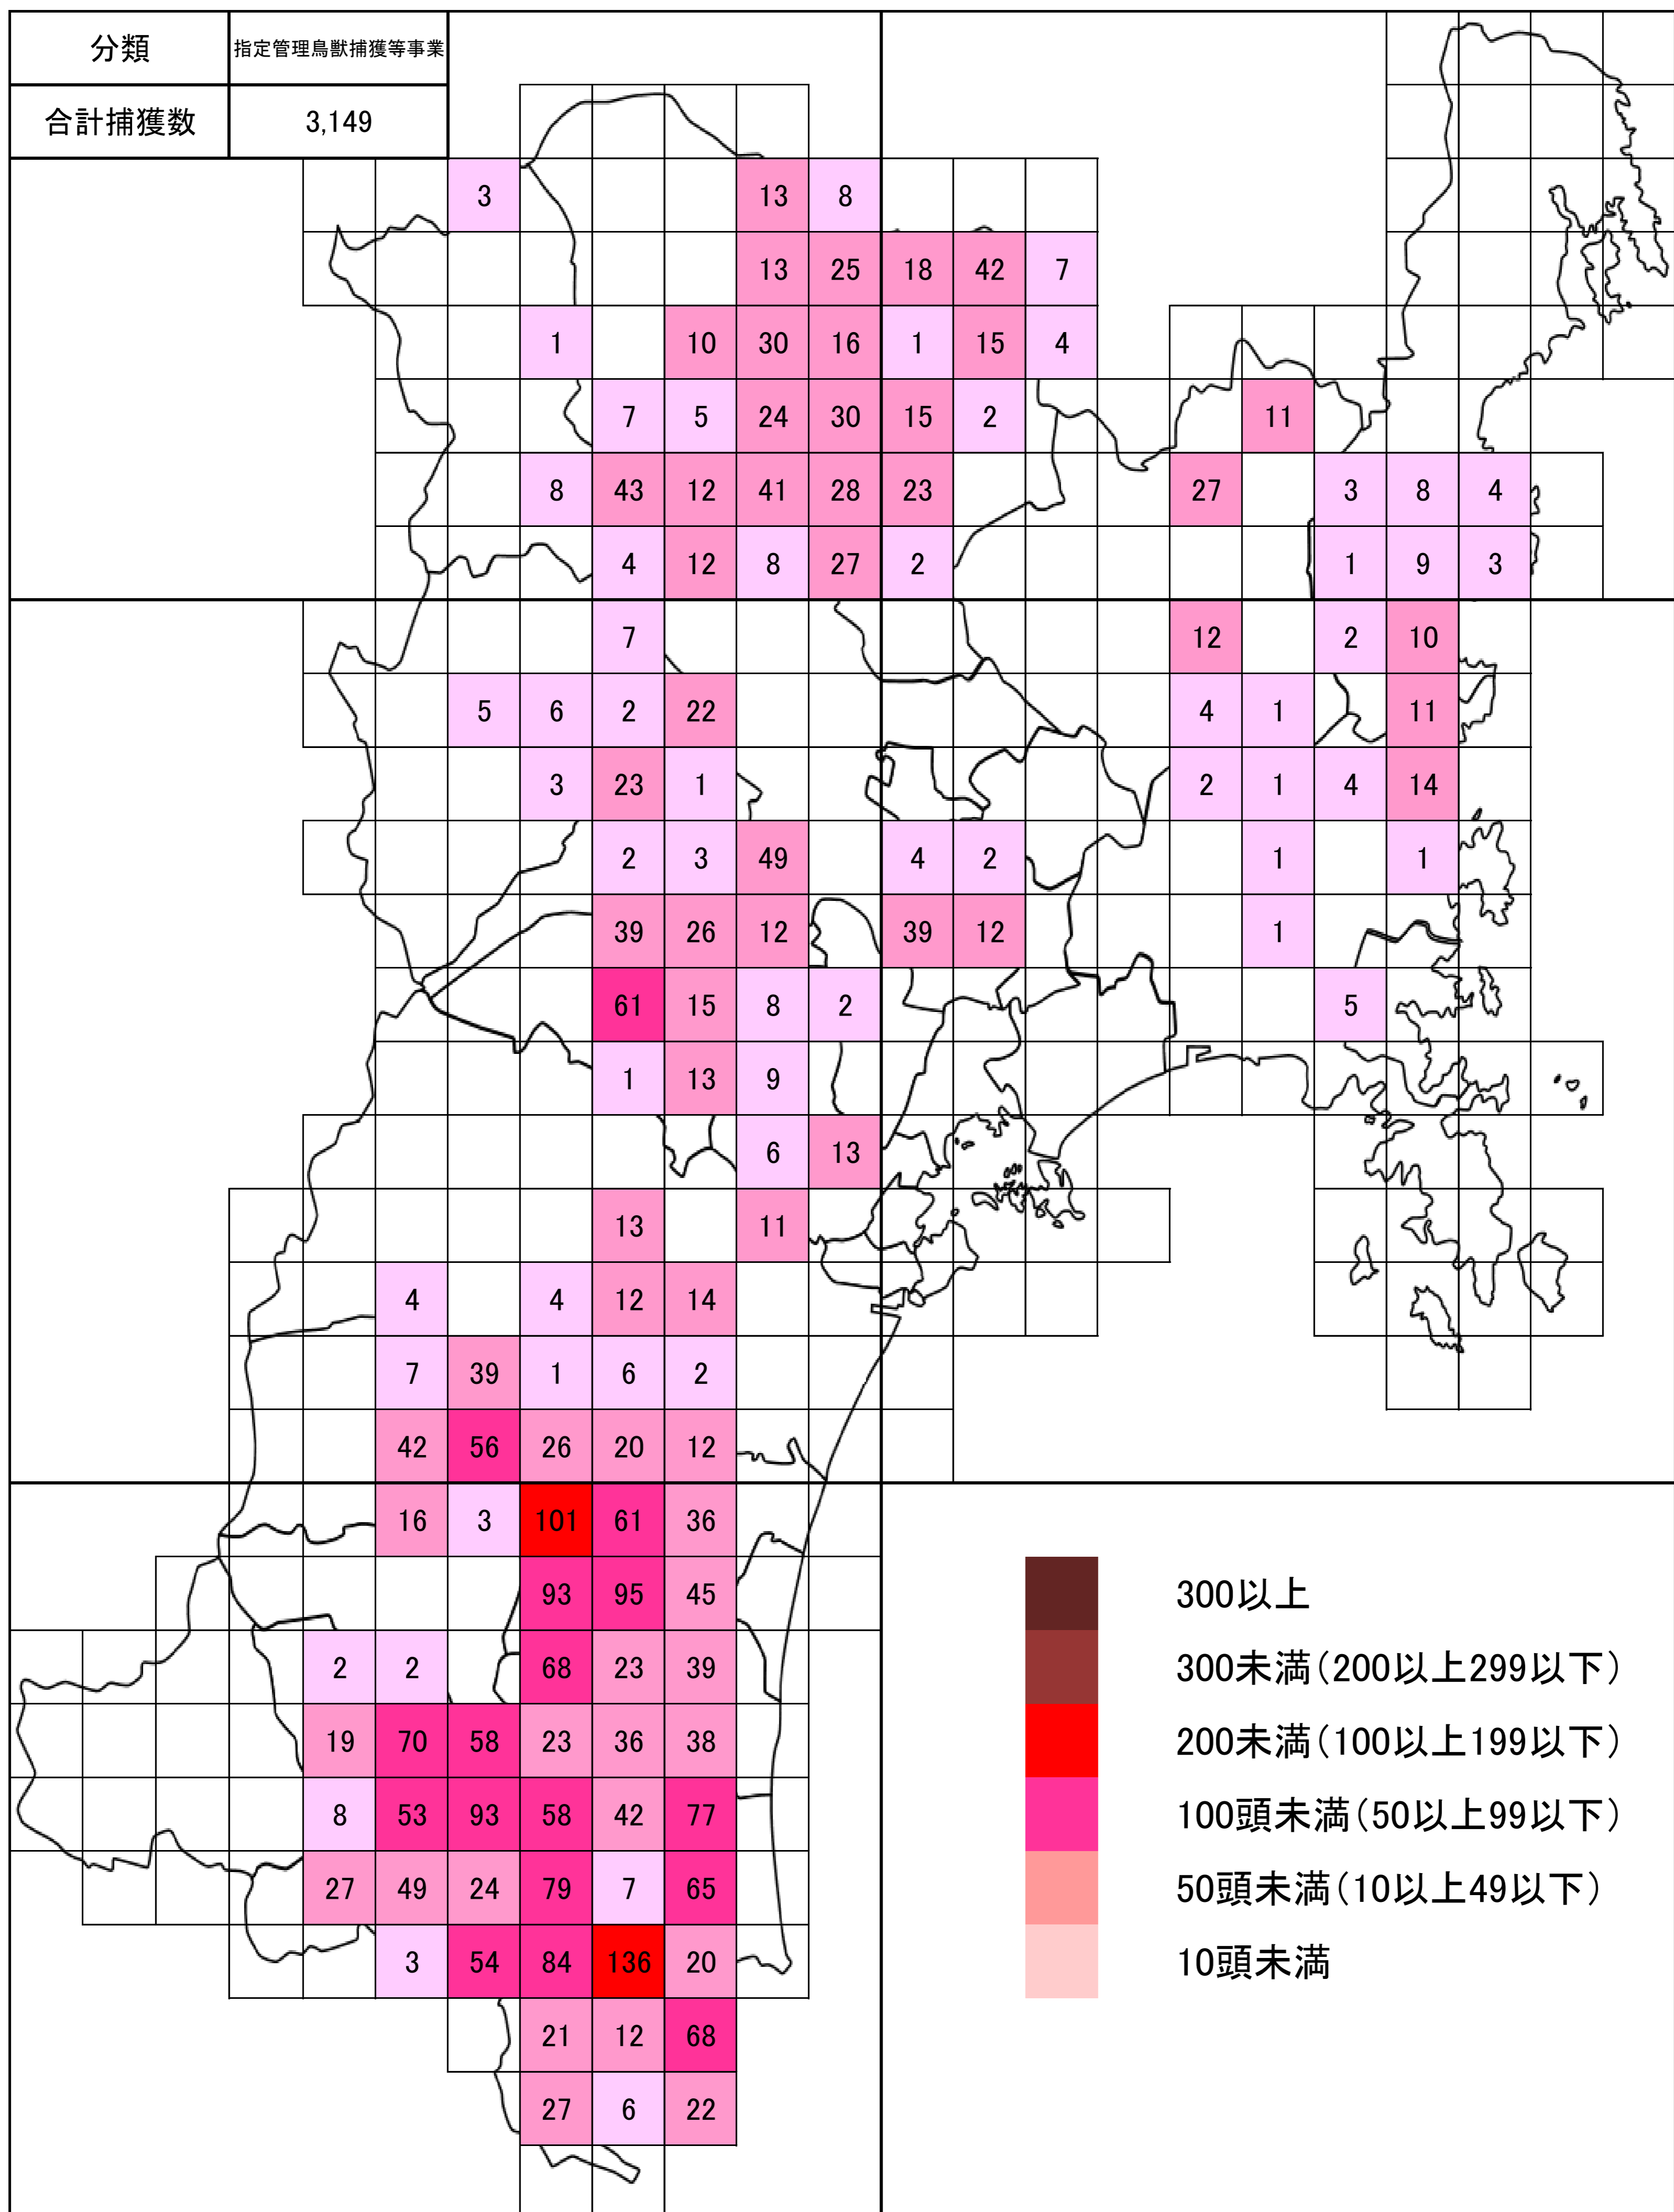 分類 指定管理鳥獣捕獲等事業
合計捕獲数 3,149
3 13 8
13 25 18 42 7
1 10 30 16 1 15 4
7 5 24 30 15 2 11
8 43 12 41 28 23 27 3 8 4
4 12 8 27 2 1 9 3
7 12 2 10
5 6 2 22 4 1 11
3 23 1 2 1 4 14
2 3 49 4 2 1 1
39 26 12 39 12 1
61 15 8 2 5
1 13 9
6 13
13 11
4 4 12 14
7 39 1 6 2
42 56 26 20 12
16 3 101 61 36
93 95 45
2 2 68 23 39
19 70 58 23 36 38
8 53 93 58 42 77
27 49 24 79 7 65
3 54 84 136 20
21 12 68
27 6 22
300以上
300未満(200以上299以下)
200未満(100以上199以下)
100頭未満(50以上99以下)
50頭未満(10以上49以下)
10頭未満